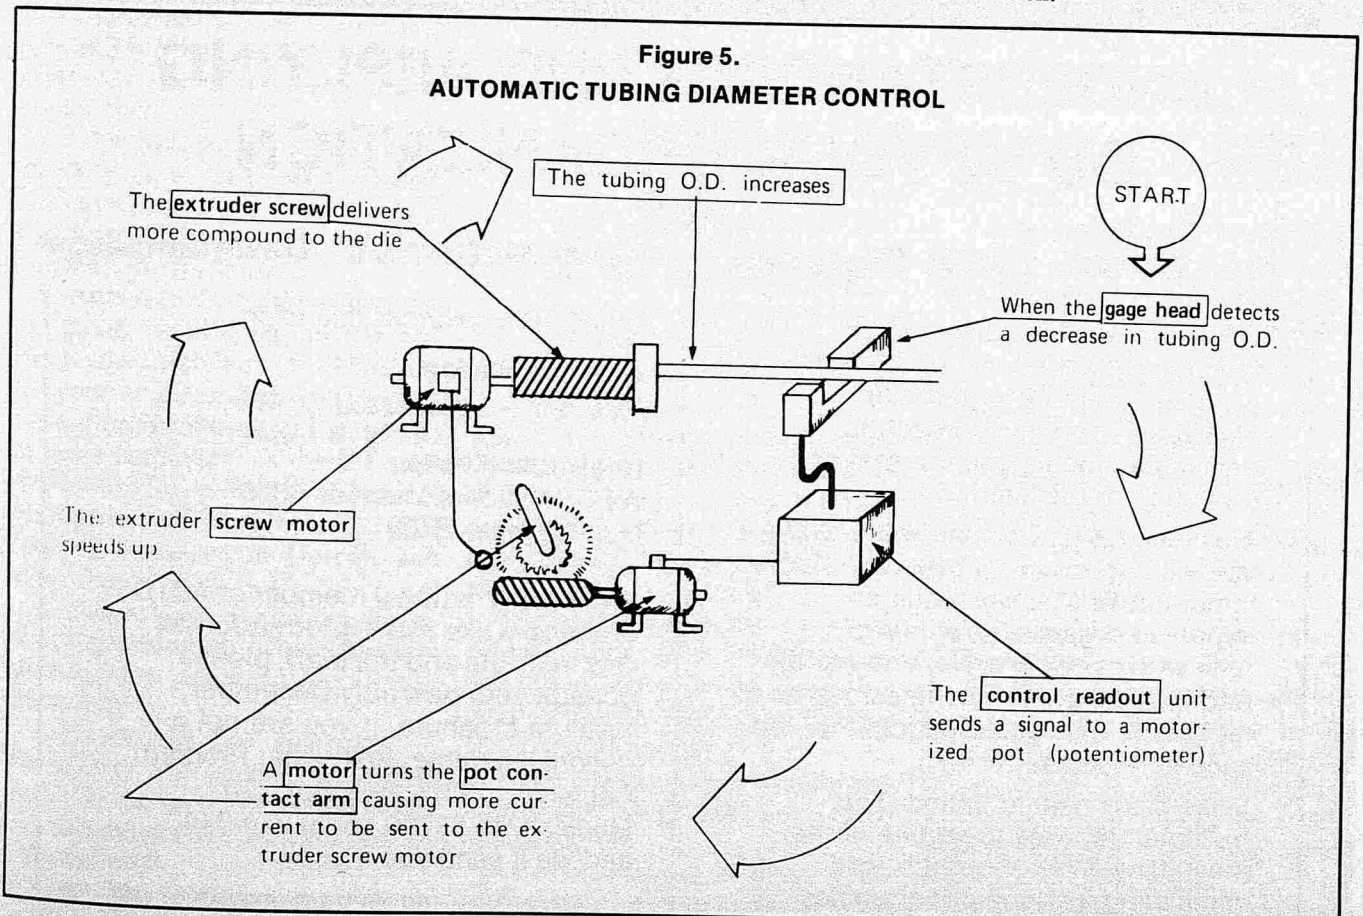 Figure 5.
AUTOMATIC TUBING DIAMETER CONTROL
START
When the gage head detects
a decrease in tubing O.D.
The control readout unit
sends a signal to a motor-
ized pot (potentiometer)
A motor turns the pot con-
tact arm causing more cur-
rent to be sent to the ex-
truder screw motor
The extruder screw motor
speeds up
The extruder screw delivers
more compound to the die
The tubing O.D. increases